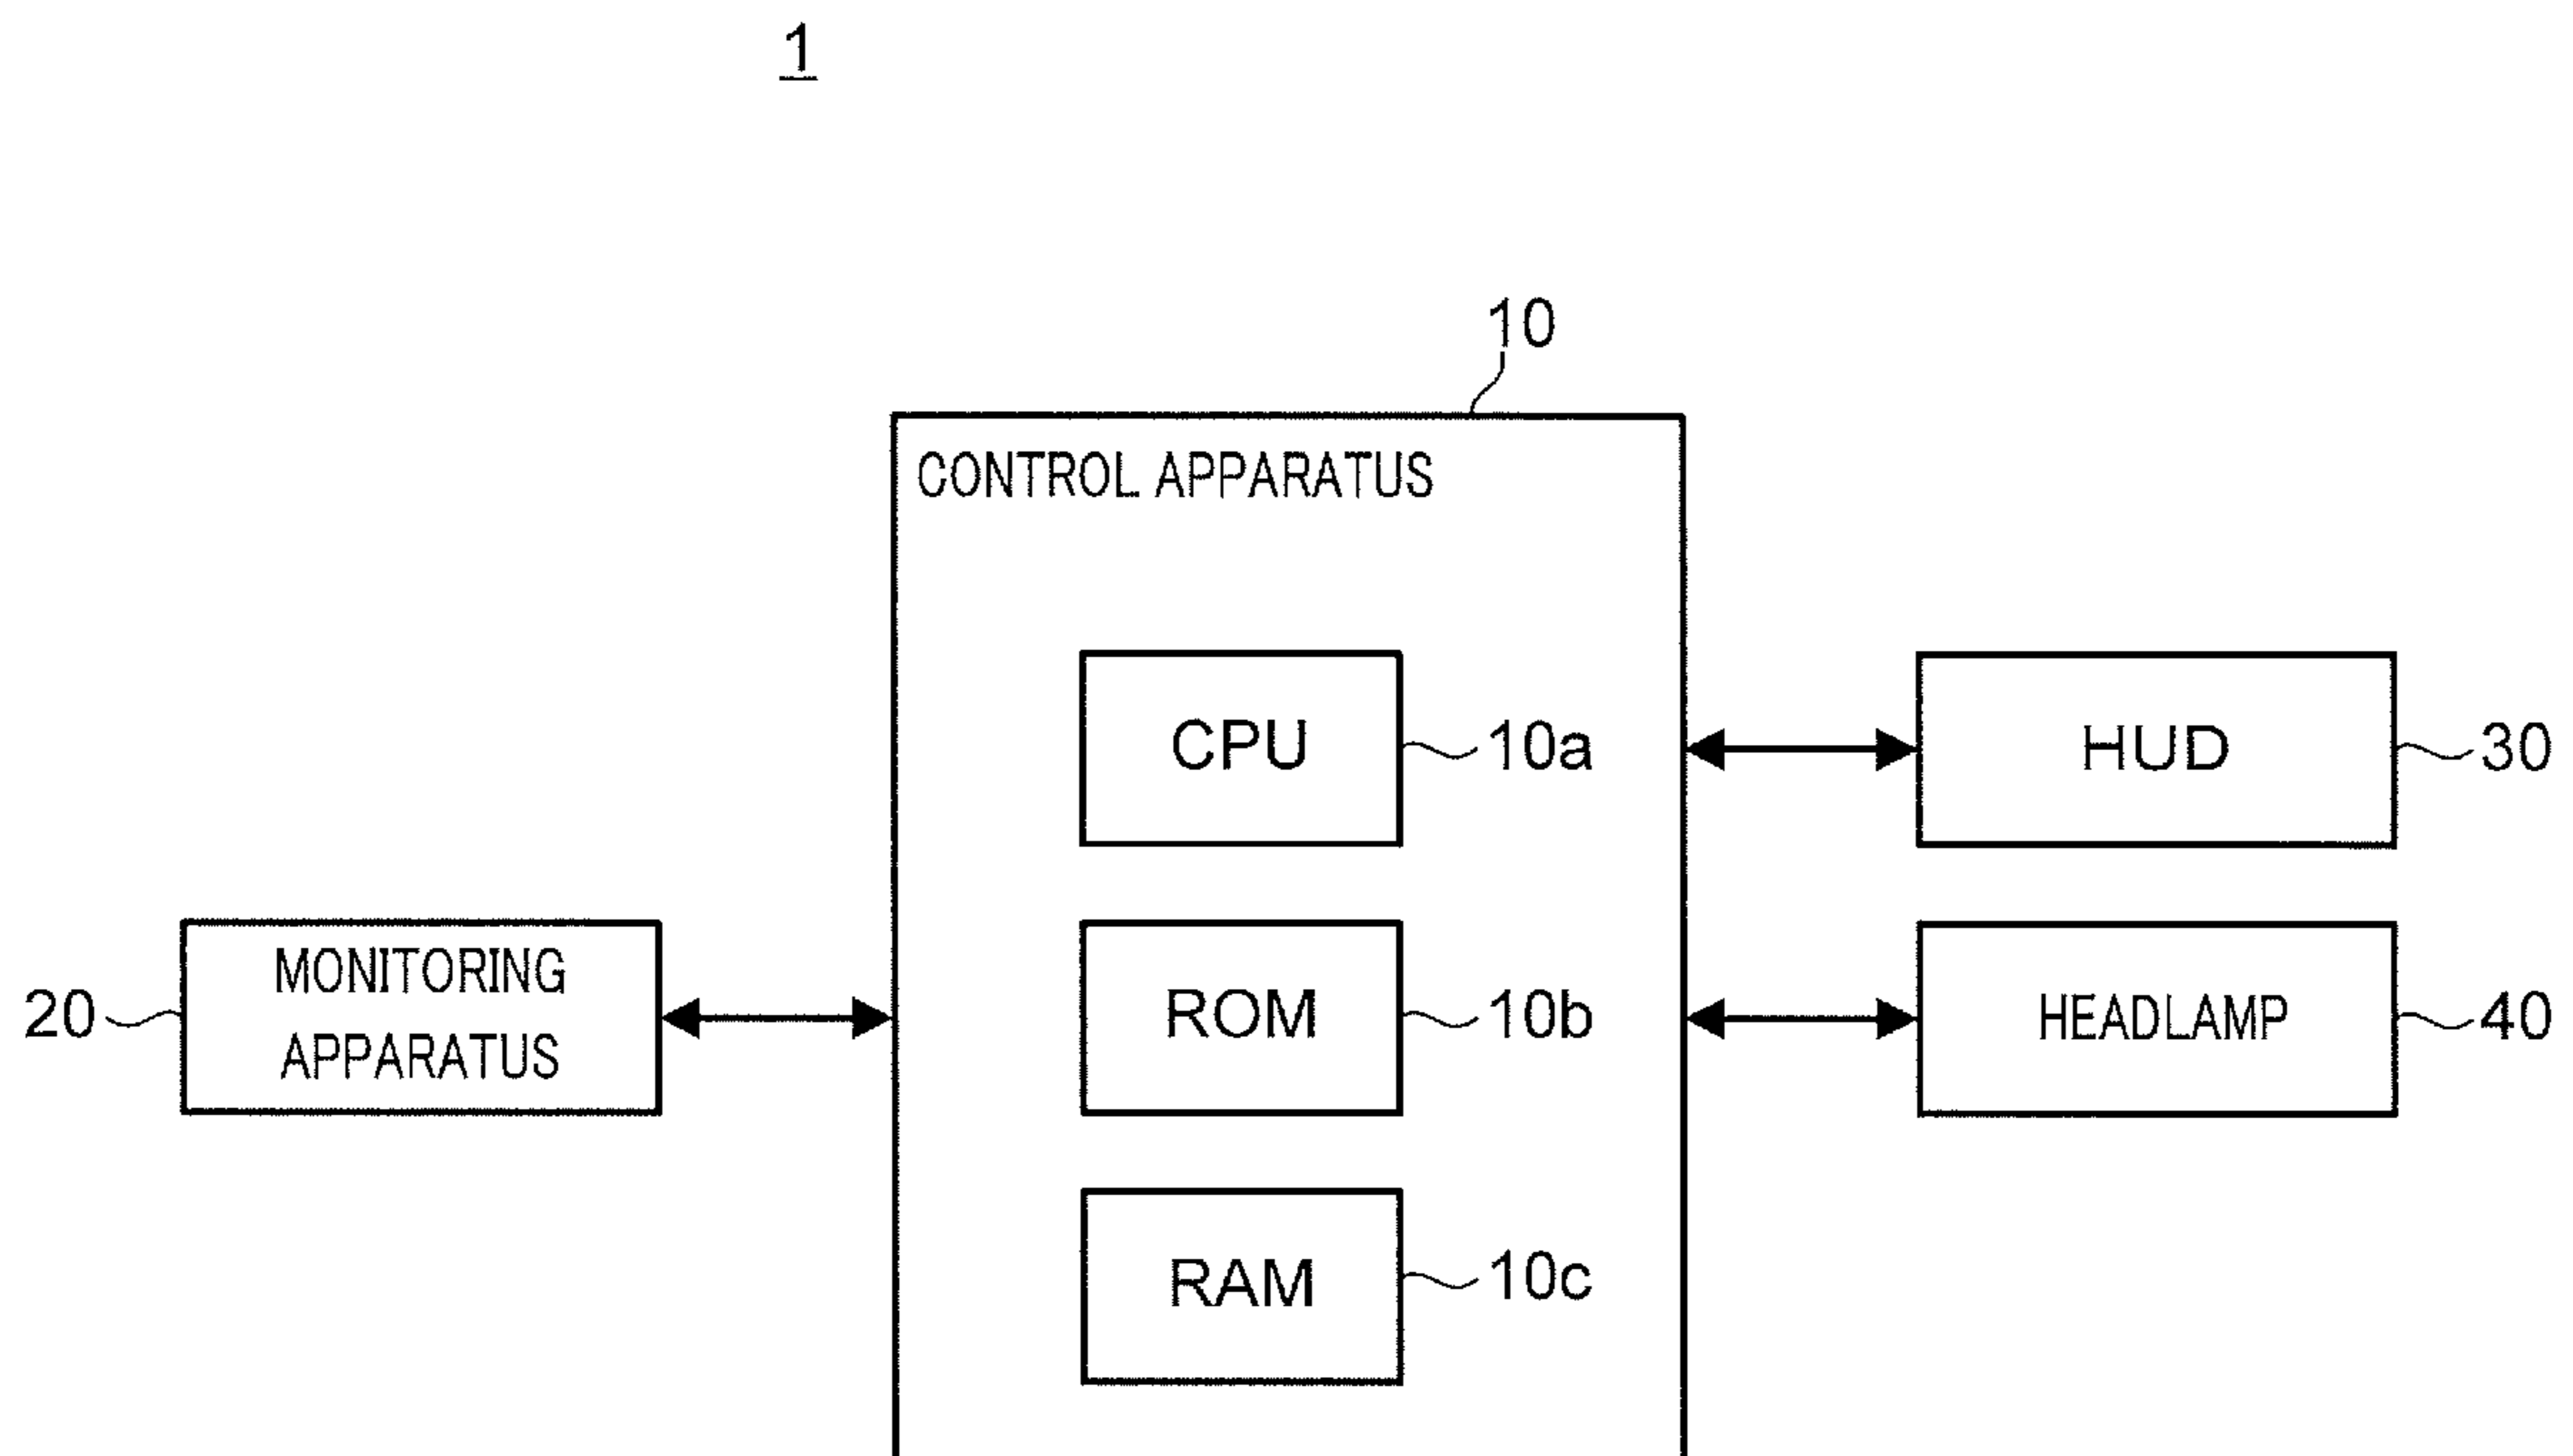 1
10
CONTROL APPARATUS
CPU
10a
HUD
30
20
MONITORING
APPARATUS
ROM
10b
HEADLAMP
40
RAM
10c